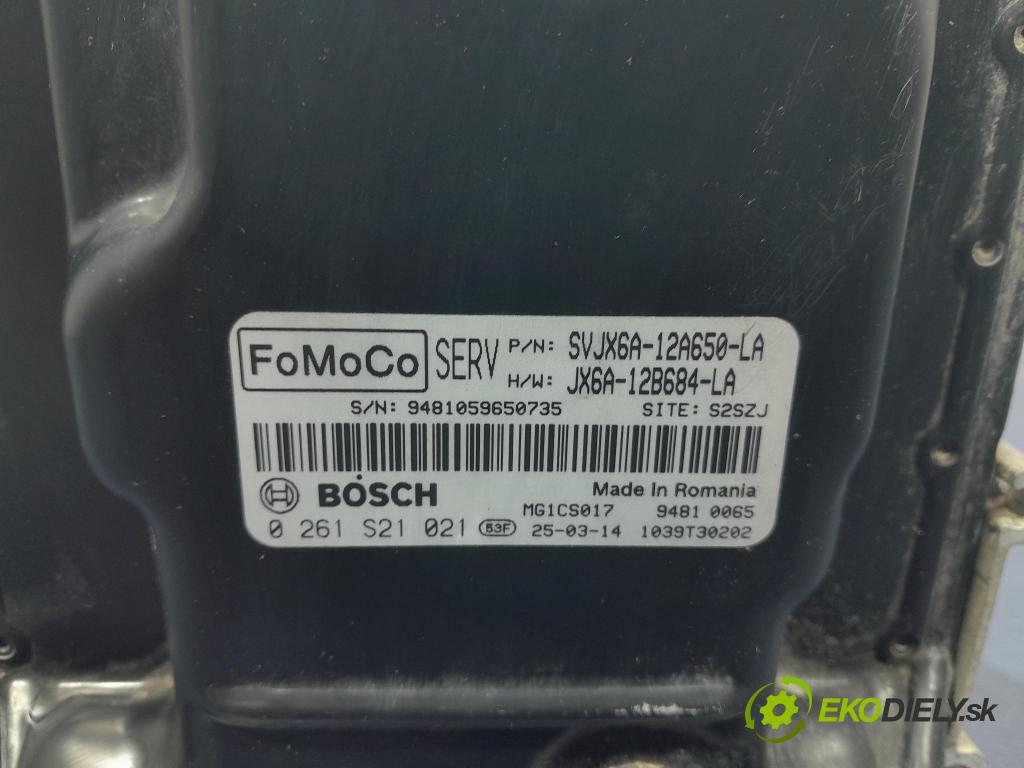 FoMoCo SERV P/N: SVJX6A-12A650-LA
H/W: JX6A-12B684-LA
S/N: 9481059650735 SITE: S2SZJ
BOSCH Made In Romania
MG1CS017 9481 0065
0 261 S21 021 53F 25-03-14 1039T30202
EKODIELY.sk